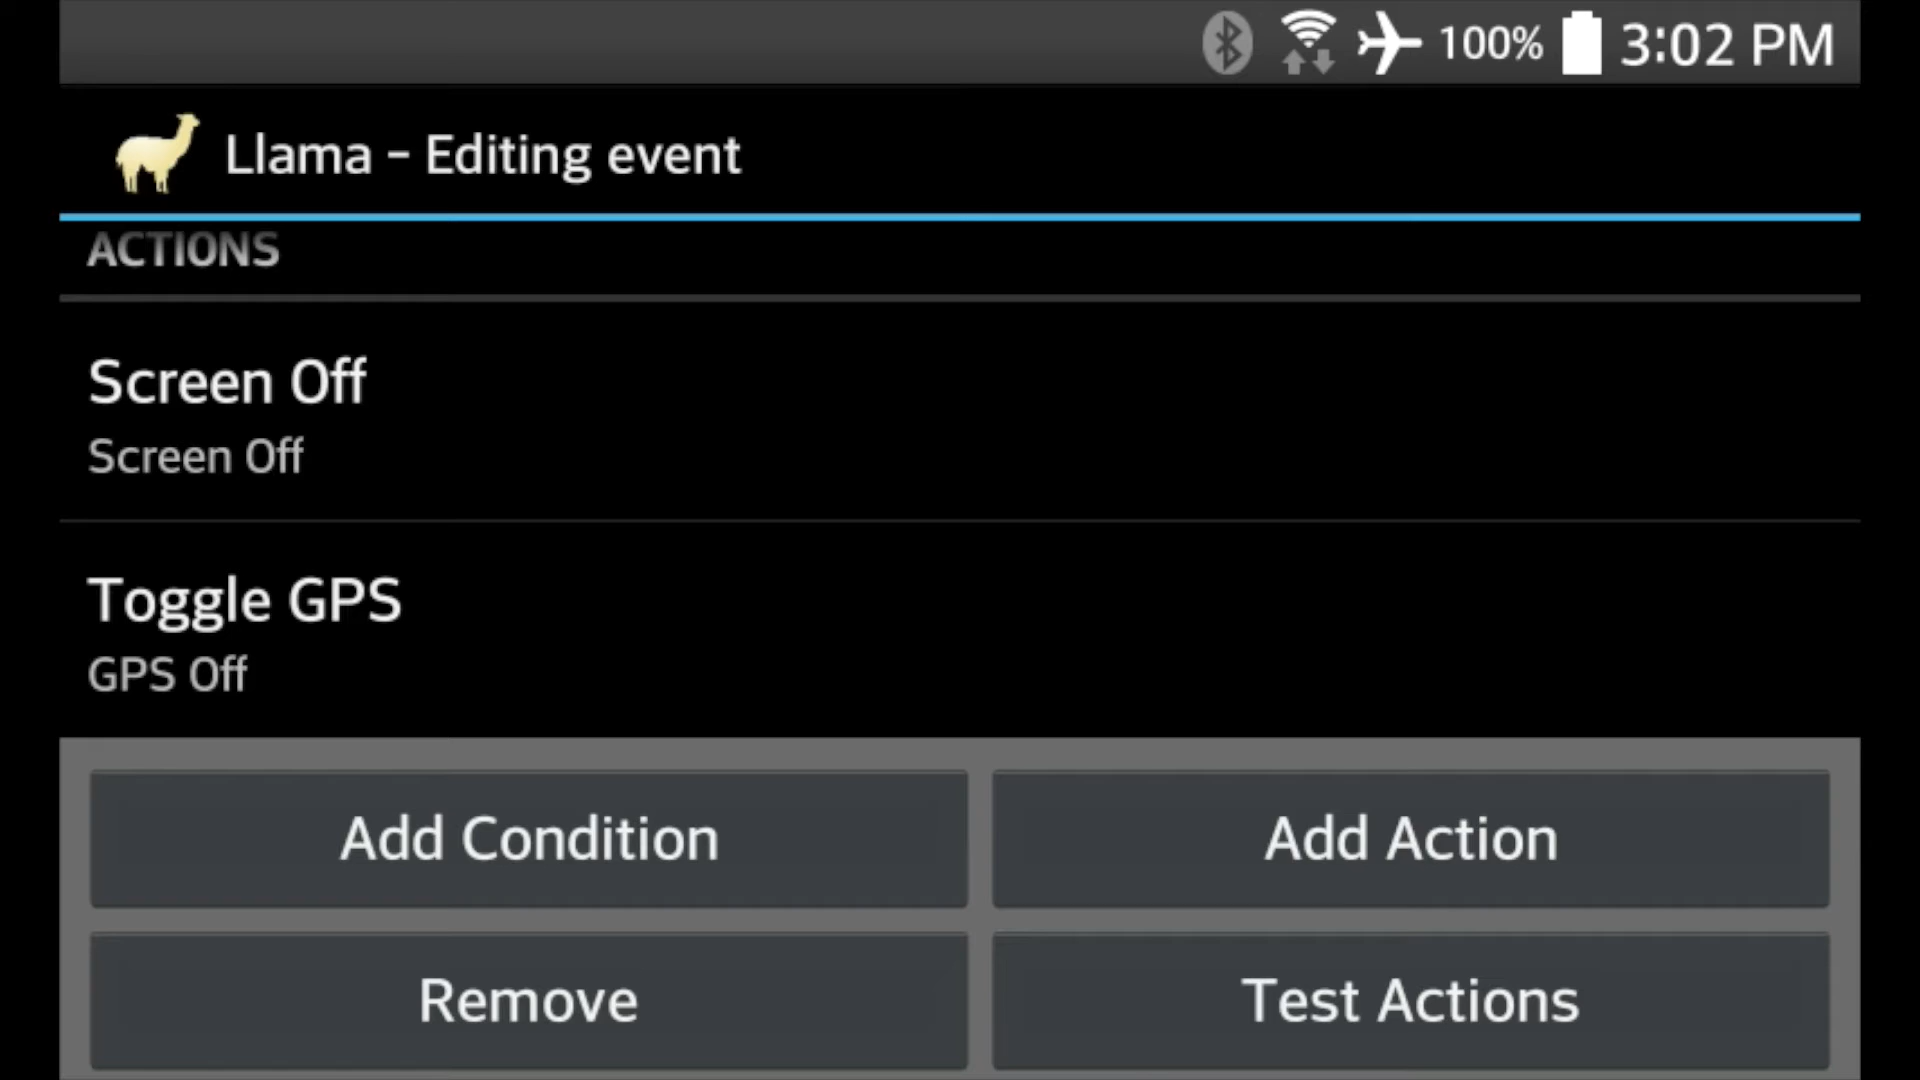 100% 3:02 PM
Llama – Editing event
ACTIONS
Screen Off
Screen Off
Toggle GPS
GPS Off
Add Condition
Add Action
Remove
Test Actions